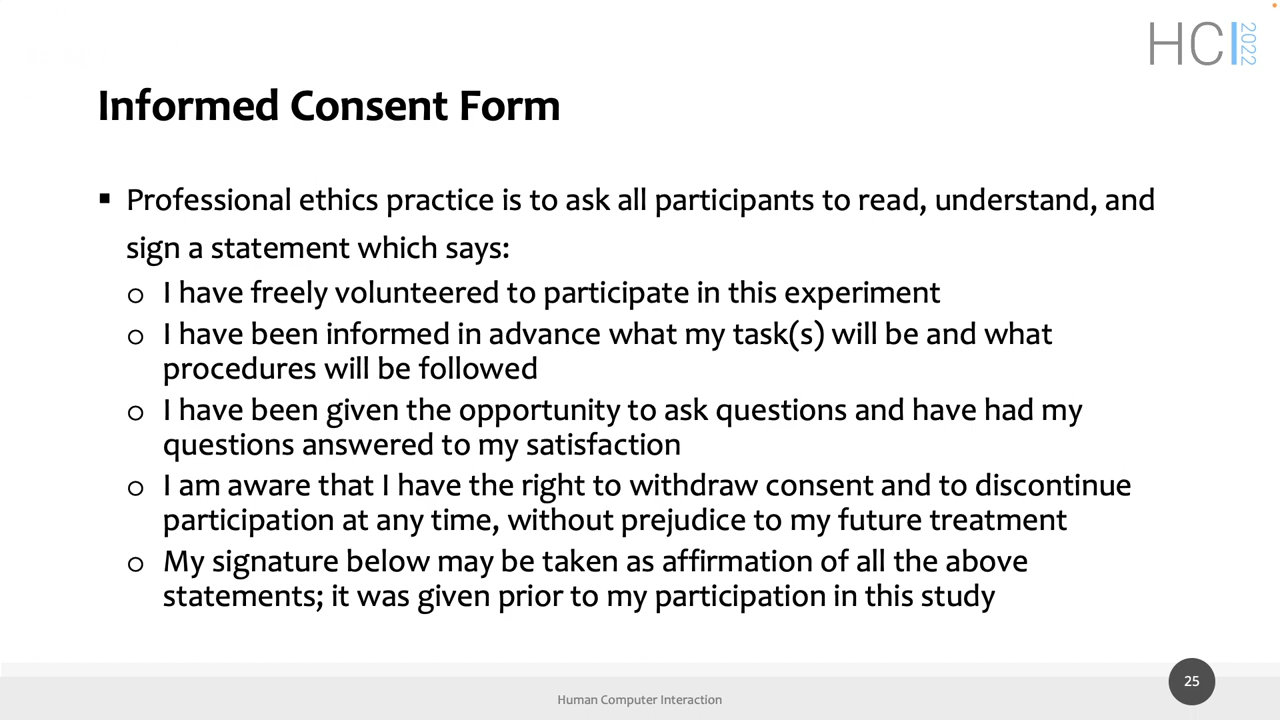 HCI 2022
Informed Consent Form
▪ Professional ethics practice is to ask all participants to read, understand, and
sign a statement which says:
o I have freely volunteered to participate in this experiment
o I have been informed in advance what my task(s) will be and what
procedures will be followed
o I have been given the opportunity to ask questions and have had my
questions answered to my satisfaction
o I am aware that I have the right to withdraw consent and to discontinue
participation at any time, without prejudice to my future treatment
o My signature below may be taken as affirmation of all the above
statements; it was given prior to my participation in this study
Human Computer Interaction
25